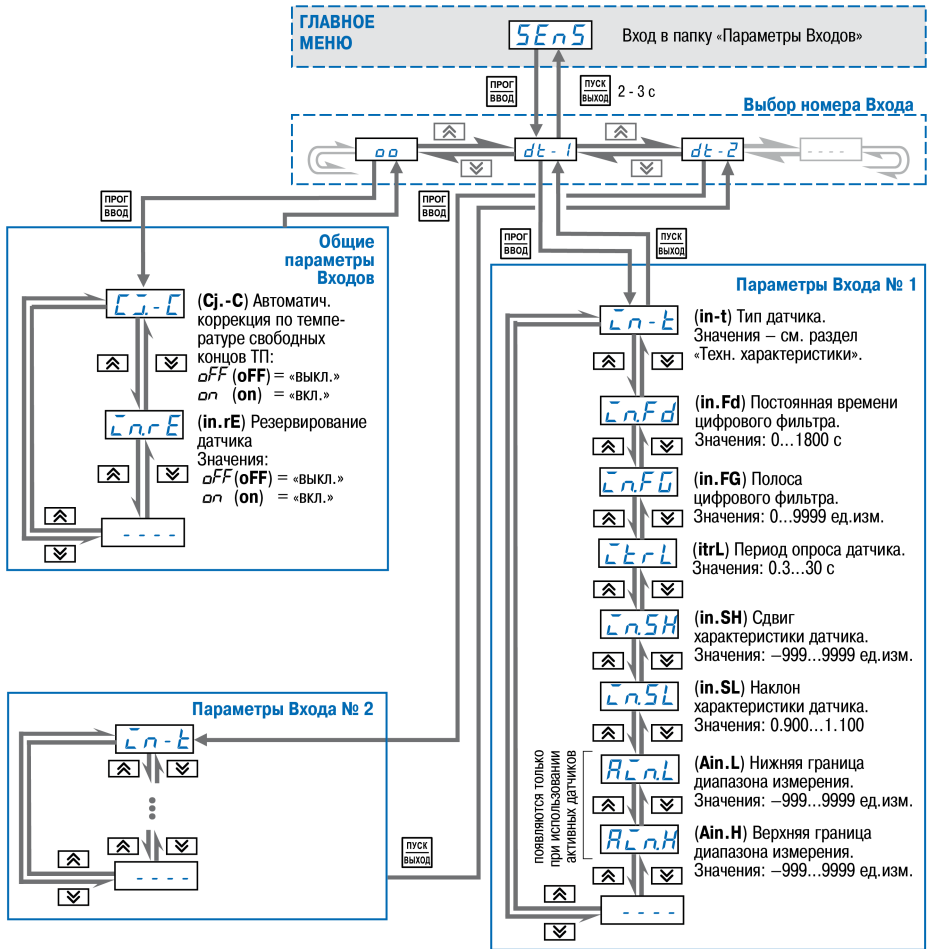 ГЛАВНОЕ
МЕНЮ
SEnS
Вход в папку «Параметры Входов»
ПРОГ
ВВОД
ПУСК
ВЫХОД
2 - 3 с
Выбор номера Входа
oo
dt-1
dt-2
- - - -
ПРОГ
ВВОД
ПРОГ
ВВОД
ПРОГ
ВВОД
ПУСК
ВЫХОД
Общие
параметры
Входов
CJ.-C
(Cj.-C) Автоматич.
коррекция по темпе-
ратуре свободных
концов ТП:
oFF (oFF) = «выкл.»
on (on) = «вкл.»
in.rE
(in.rE) Резервирование
датчика
Значения:
oFF (oFF) = «выкл.»
on (on) = «вкл.»
- - - -
Параметры Входа № 1
in-t
(in-t) Тип датчика.
Значения – см. раздел
«Техн. характеристики».
in.Fd
(in.Fd) Постоянная времени
цифрового фильтра.
Значения: 0...1800 с
in.FG
(in.FG) Полоса
цифрового фильтра.
Значения: 0...9999 ед.изм.
itrL
(itrL) Период опроса датчика.
Значения: 0.3...30 с
in.SH
(in.SH) Сдвиг
характеристики датчика.
Значения: –999...9999 ед.изм.
in.SL
(in.SL) Наклон
характеристики датчика.
Значения: 0.900...1.100
появляются только
при использовании
активных датчиков
Ain.L
(Ain.L) Нижняя граница
диапазона измерения.
Значения: –999...9999 ед.изм.
Ain.H
(Ain.H) Верхняя граница
диапазона измерения.
Значения: –999...9999 ед.изм.
- - - -
Параметры Входа № 2
in-t
- - - -
ПУСК
ВЫХОД